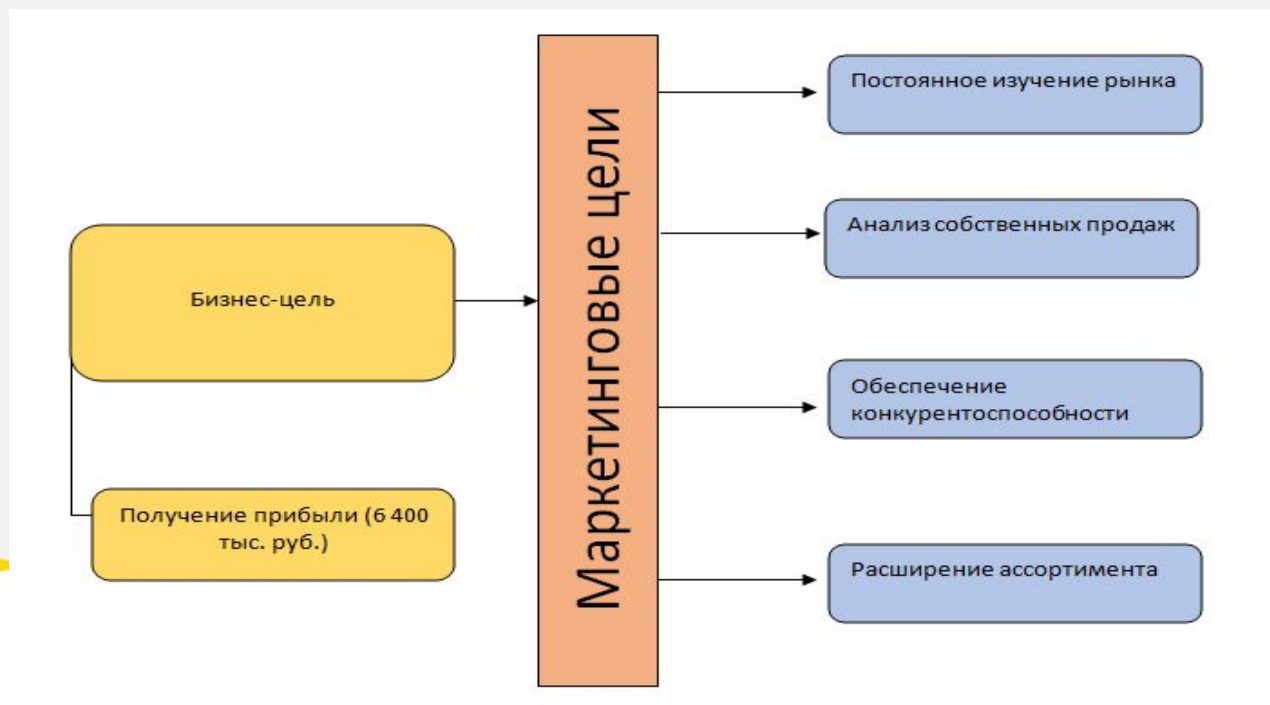 Бизнес-цель
Получение прибыли (6 400
тыс. руб.)
Маркетинговые цели
Постоянное изучение рынка
Анализ собственных продаж
Обеспечение
конкурентоспособности
Расширение ассортимента